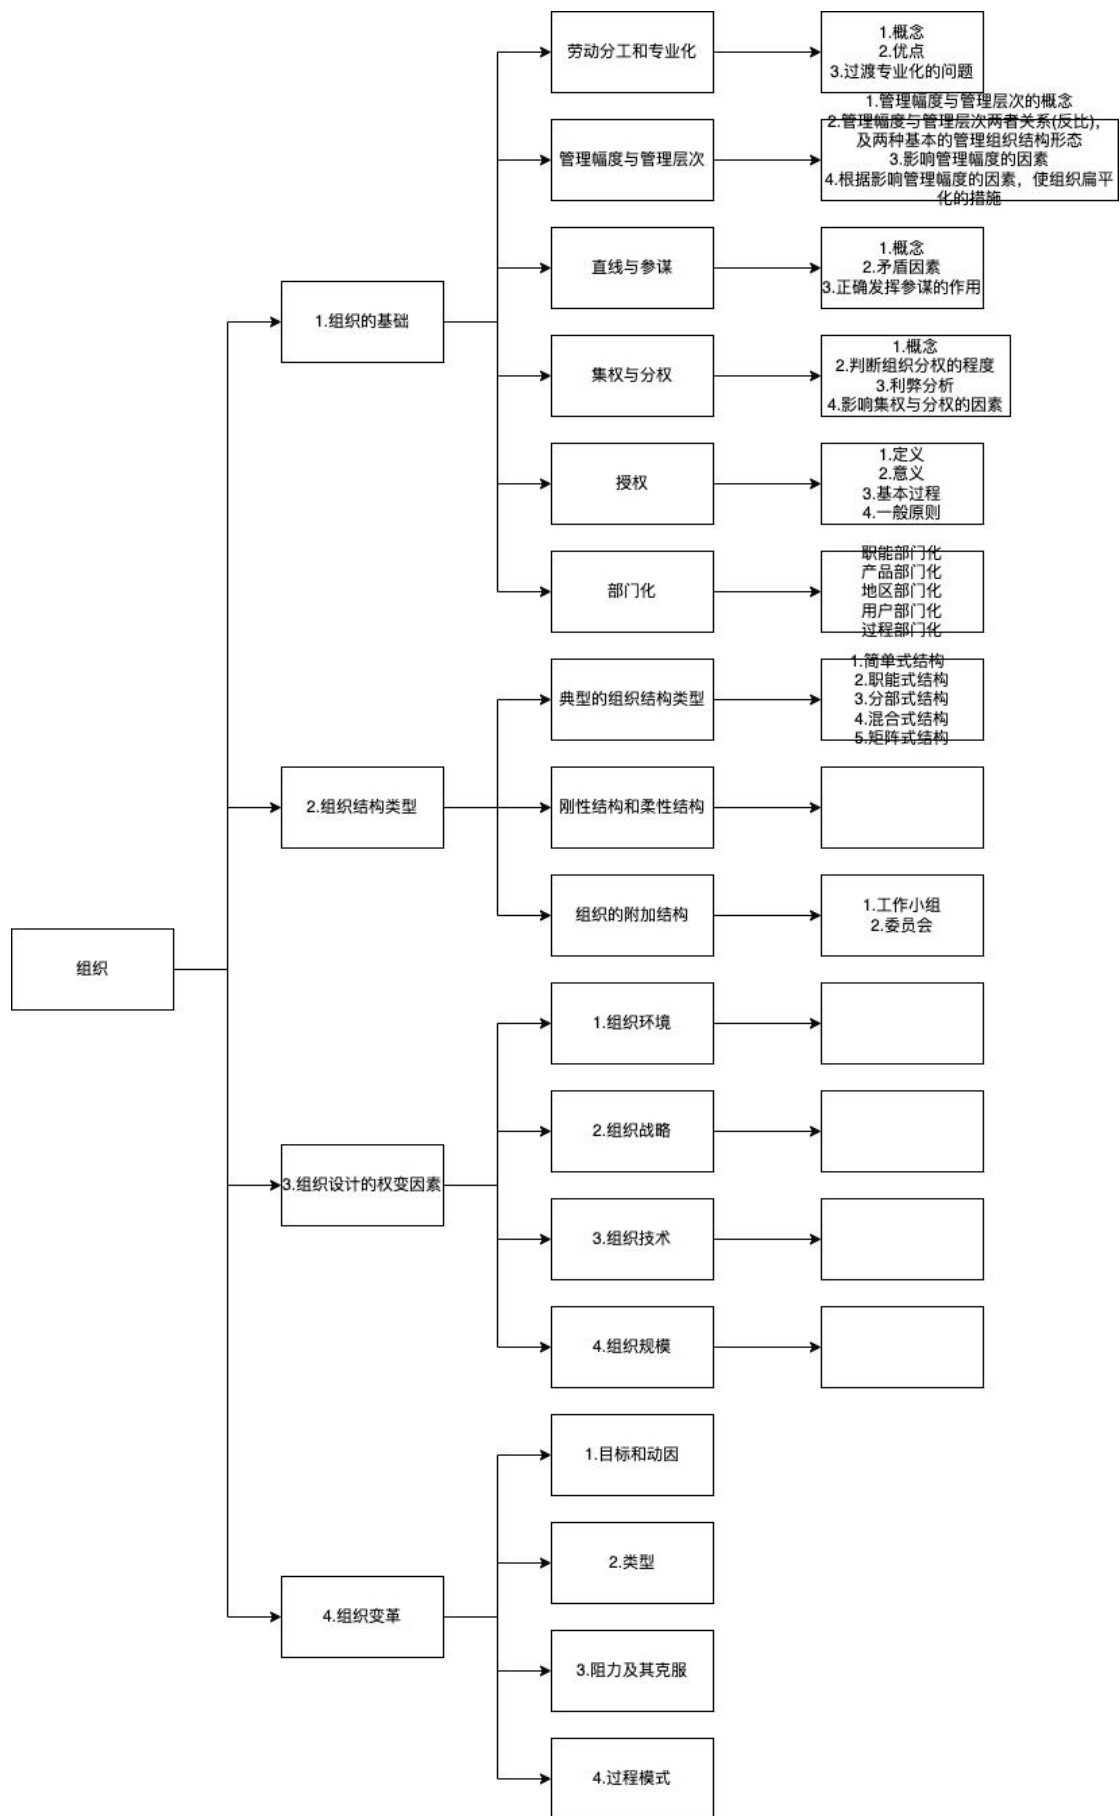 组织
1.组织的基础
劳动分工和专业化
1.概念
2.优点
3.过渡专业化的问题
管理幅度与管理层次
1.管理幅度与管理层次的概念
2.管理幅度与管理层次两者关系(反比)，
及两种基本的管理组织结构形态
3.影响管理幅度的因素
4.根据影响管理幅度的因素，使组织扁平
化的措施
直线与参谋
1.概念
2.矛盾因素
3.正确发挥参谋的作用
集权与分权
1.概念
2.判断组织分权的程度
3.利弊分析
4.影响集权与分权的因素
授权
1.定义
2.意义
3.基本过程
4.一般原则
部门化
职能部门化
产品部门化
地区部门化
用户部门化
过程部门化
2.组织结构类型
典型的组织结构类型
1.简单式结构
2.职能式结构
3.分部式结构
4.混合式结构
5.矩阵式结构
刚性结构和柔性结构
组织的附加结构
1.工作小组
2.委员会
3.组织设计的权变因素
1.组织环境
2.组织战略
3.组织技术
4.组织规模
4.组织变革
1.目标和动因
2.类型
3.阻力及其克服
4.过程模式